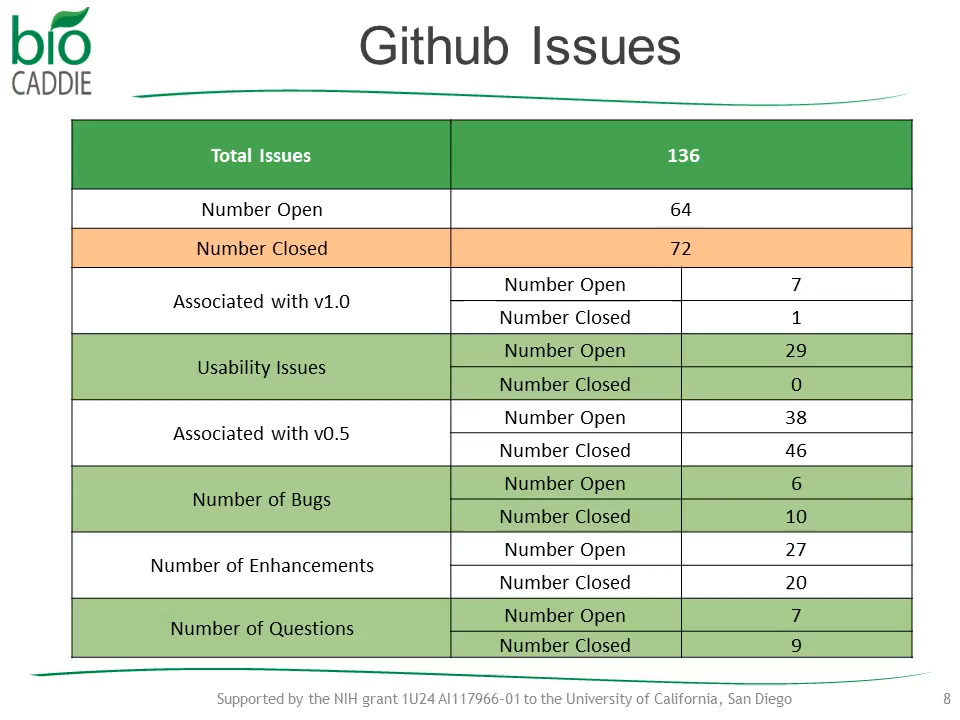 bio
CADDIE
Github Issues
Total Issues 136
Number Open 64
Number Closed 72
Associated with v1.0
Number Open 7
Number Closed 1
Usability Issues
Number Open 29
Number Closed 0
Associated with v0.5
Number Open 38
Number Closed 46
Number of Bugs
Number Open 6
Number Closed 10
Number of Enhancements
Number Open 27
Number Closed 20
Number of Questions
Number Open 7
Number Closed 9
Supported by the NIH grant 1U24 AI117966-01 to the University of California, San Diego 8